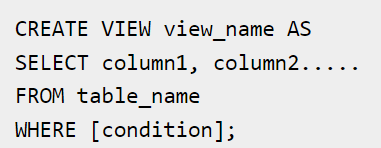 CREATE VIEW view_name AS
SELECT column1, column2.....
FROM table_name
WHERE [condition];